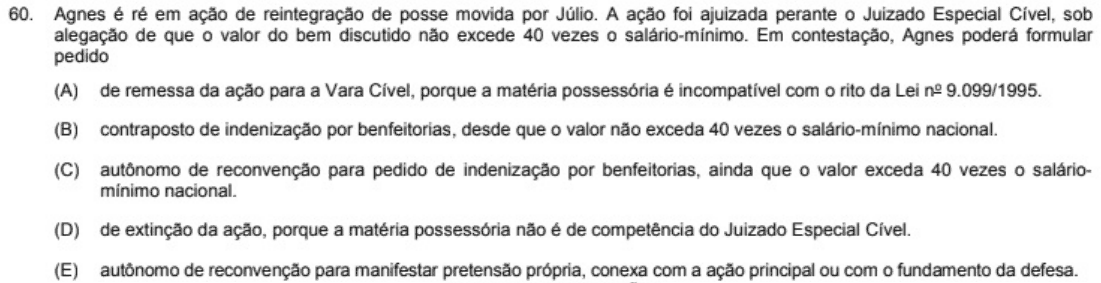 60. Agnes é ré em ação de reintegração de posse movida por Júlio. A ação foi ajuizada perante o Juizado Especial Cível, sob
alegação de que o valor do bem discutido não excede 40 vezes o salário-mínimo. Em contestação, Agnes poderá formular
pedido
(A) de remessa da ação para a Vara Cível, porque a matéria possessória é incompatível com o rito da Lei nº 9.099/1995.
(B) contraposto de indenização por benfeitorias, desde que o valor não exceda 40 vezes o salário-mínimo nacional.
(C) autônomo de reconvenção para pedido de indenização por benfeitorias, ainda que o valor exceda 40 vezes o salário-
mínimo nacional.
(D) de extinção da ação, porque a matéria possessória não é de competência do Juizado Especial Cível.
(E) autônomo de reconvenção para manifestar pretensão própria, conexa com a ação principal ou com o fundamento da defesa.